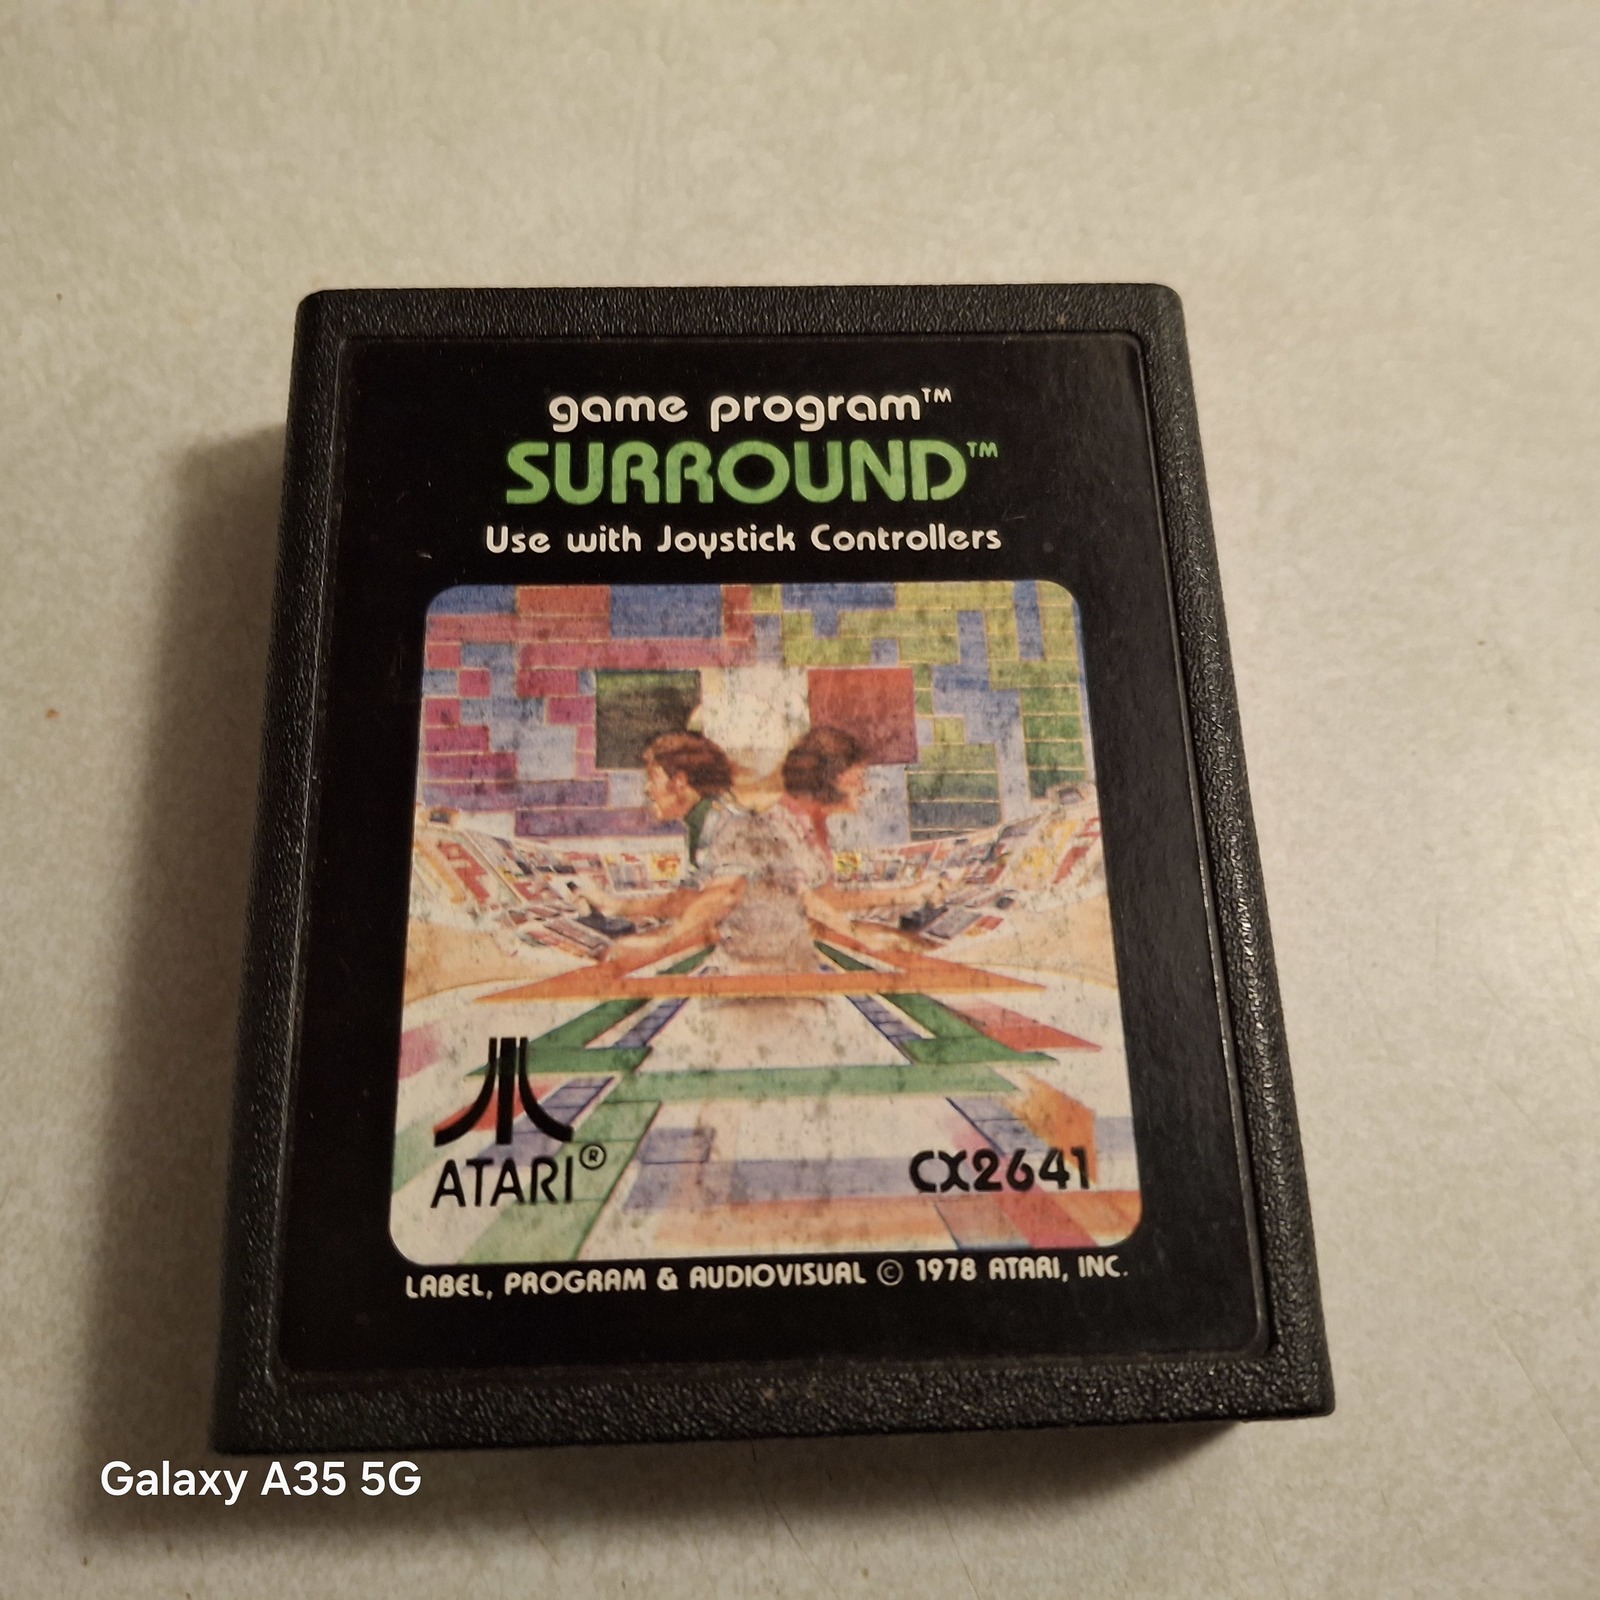 game program™
SURROUND™
Use with Joystick Controllers
ATARI®
CX2641
LABEL, PROGRAM & AUDIOVISUAL © 1978 ATARI, INC.
Galaxy A35 5G